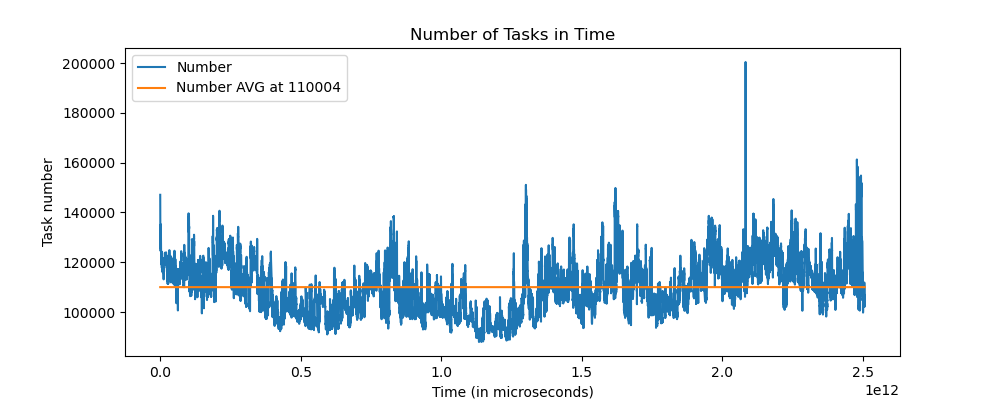 Number of Tasks in Time
Number
Number AVG at 110004
200000
180000
160000
140000
120000
100000
Task number
0.0 0.5 1.0 1.5 2.0 2.5
1e12
Time (in microseconds)